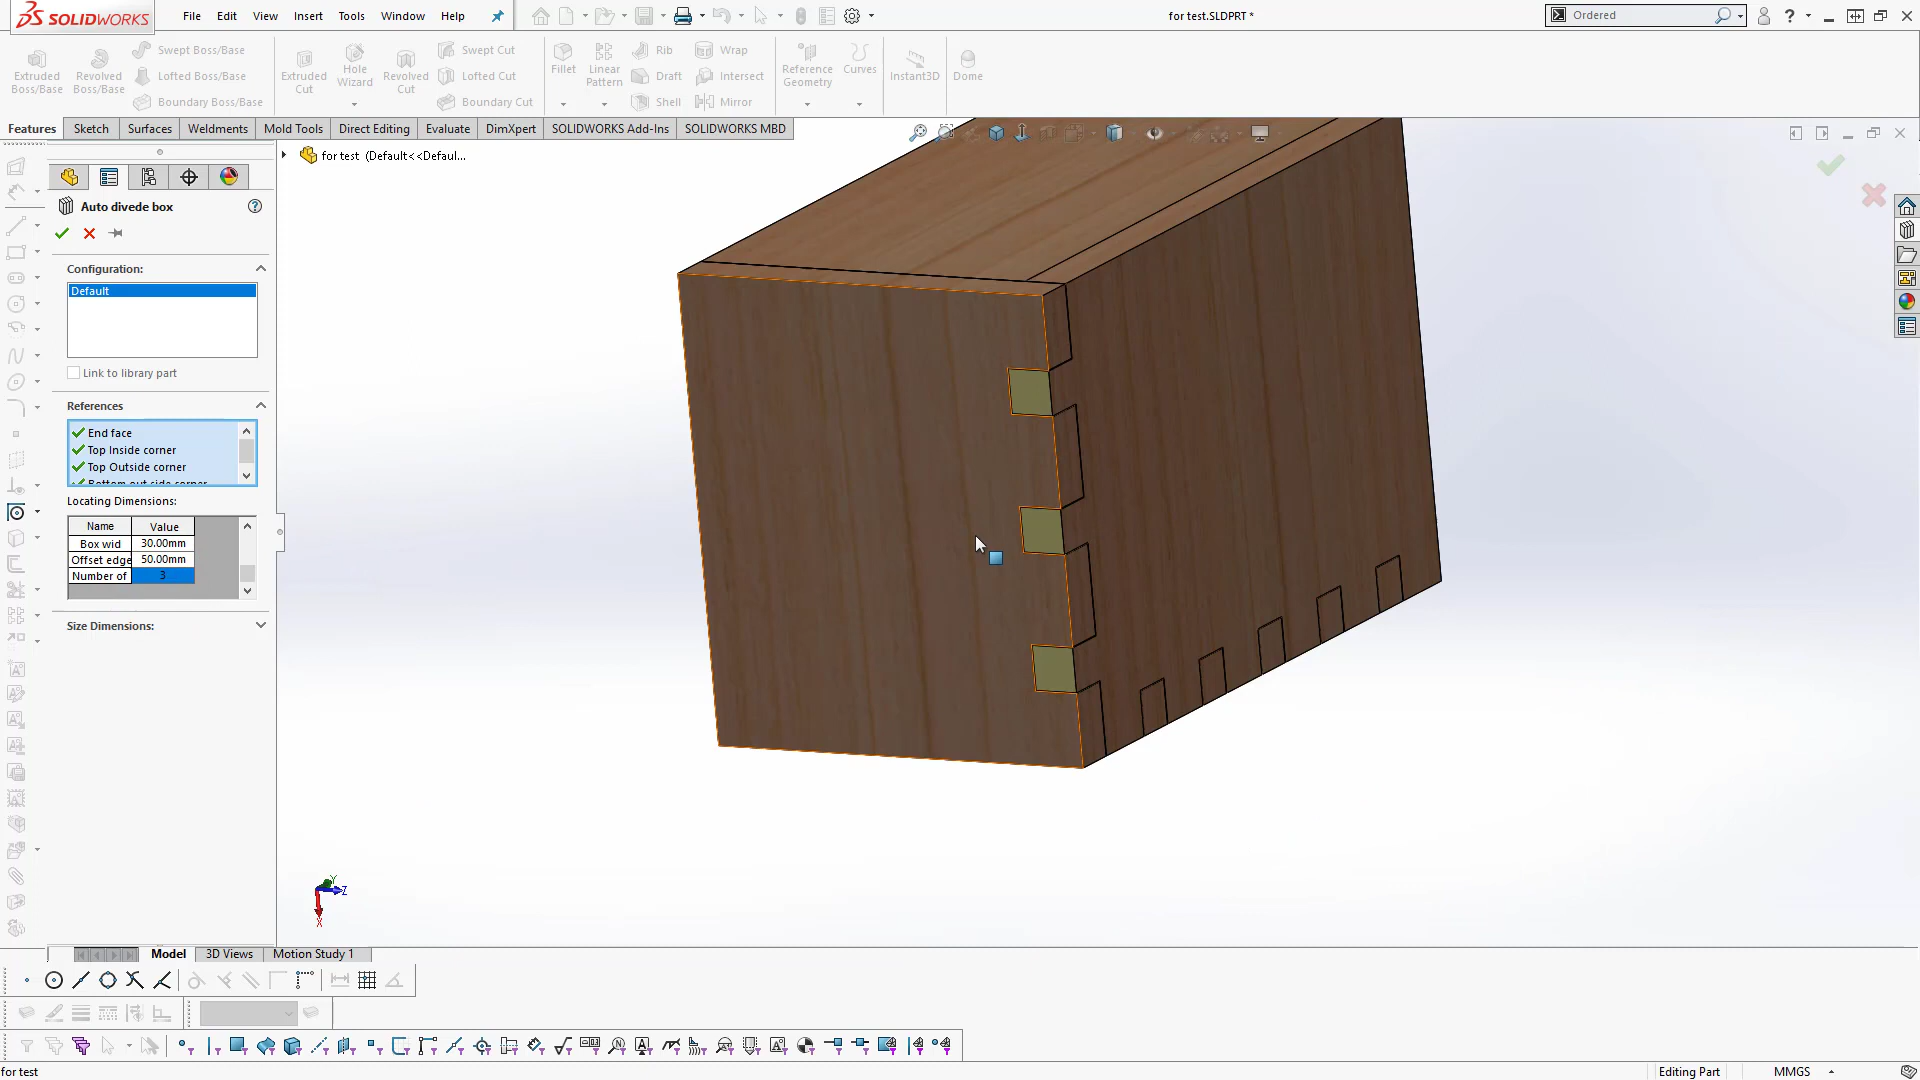 SOLIDWORKS
File Edit View Insert Tools Window Help
for test.SLDPRT *
Ordered
Extruded Boss/Base
Revolved Boss/Base
Swept Boss/Base
Lofted Boss/Base
Boundary Boss/Base
Extruded Cut
Hole Wizard
Revolved Cut
Swept Cut
Lofted Cut
Boundary Cut
Fillet
Linear Pattern
Rib
Draft
Shell
Wrap
Intersect
Mirror
Reference Geometry
Curves
Instant3D
Dome
Features Sketch Surfaces Weldments Mold Tools Direct Editing Evaluate DimXpert SOLIDWORKS Add-Ins SOLIDWORKS MBD
for test (Default<<Defaul...
Auto divede box
Configuration:
Default
Link to library part
References
End face
Top Inside corner
Top Outside corner
Bottom out side corner
Locating Dimensions:
Name Value
Box wid 30.00mm
Offset edge 50.00mm
Number of 3
Size Dimensions:
Y
Z
X
Model 3D Views Motion Study 1
for test
Editing Part
MMGS